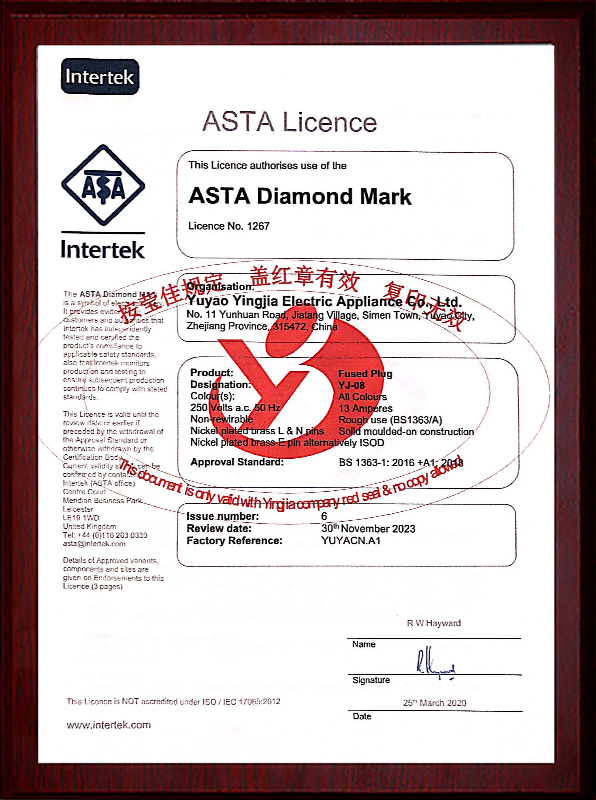 Intertek
ASTA Licence
ASTA
Intertek
This Licence authorises use of the
ASTA Diamond Mark
Licence No. 1267
盖红章有效
复印无效
The ASTA Diamond Mark
is a symbol of
It provides
customers and that
Intertek has independently
tested and certified the
product's compliance to
applicable safety standards,
also that Intertek monitors
production and testing to
ensure subsequent production
continues to comply with stated
standards.
This Licence is valid until the
review date or earlier if
preceded by the withdrawal of
the Approval Standard or
otherwise withdrawn by the
Certification Body.
Current validity can be
confirmed by
Intertek (ASTA office)
Centre Court
Meridian Business Park
Leicester
LE19 1WD
United Kingdom
Tel: +44 (0)116 263 0330
asta@intertek.com
Details of Approved variants,
components and sites are
given on Endorsements to this
Licence (3 pages)
Organisation:
Yuyao Yingjia Electric Appliance Co., Ltd.
No. 11 Yunhuan Road, Jiatang Village, Simen Town, Yuyao City,
Zhejiang Province, 315472, China
Product: Fused Plug
Designation: YJ-08
Colour(s): All Colours
250 Volts a.c. 50 Hz 13 Amperes
Non-rewirable Rough use (BS1363/A)
Nickel plated brass L & N pins Solid moulded-on construction
Nickel plated brass E pin alternatively ISOD
Approval Standard: BS 1363-1: 2016 +A1: 2018
This document is only valid with Yingjia company red seal & no copy allowed
Issue number: 6
Review date: 30th November 2023
Factory Reference: YUYACN.A1
R W Hayward
Name
Signature
25th March 2020
Date
This Licence is NOT accredited under ISO / IEC 17065:2012
www.intertek.com